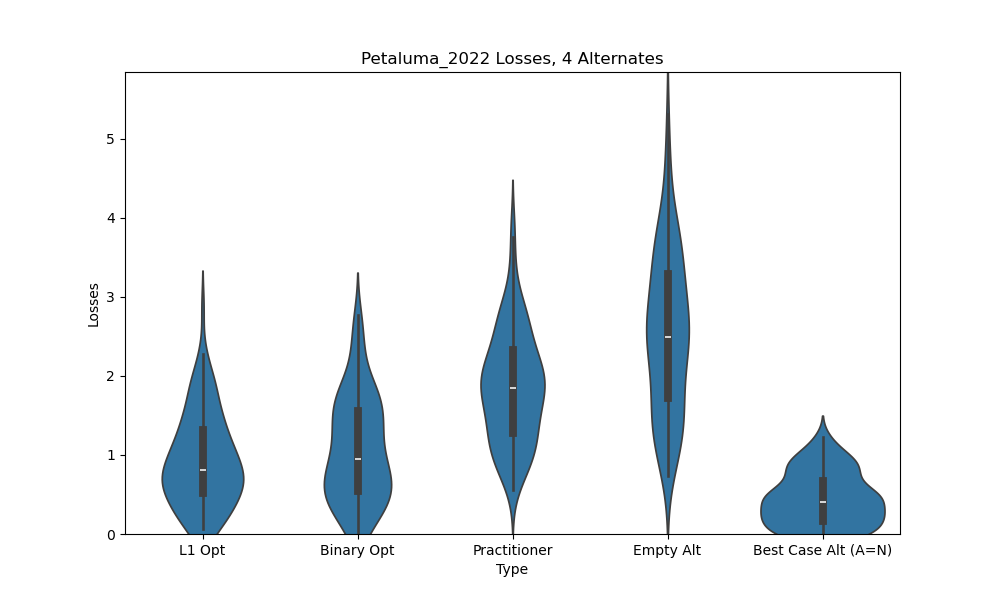 Petaluma_2022 Losses, 4 Alternates
5
4
3
2
1
0
Losses
L1 Opt
Binary Opt
Practitioner
Empty Alt
Best Case Alt (A=N)
Type